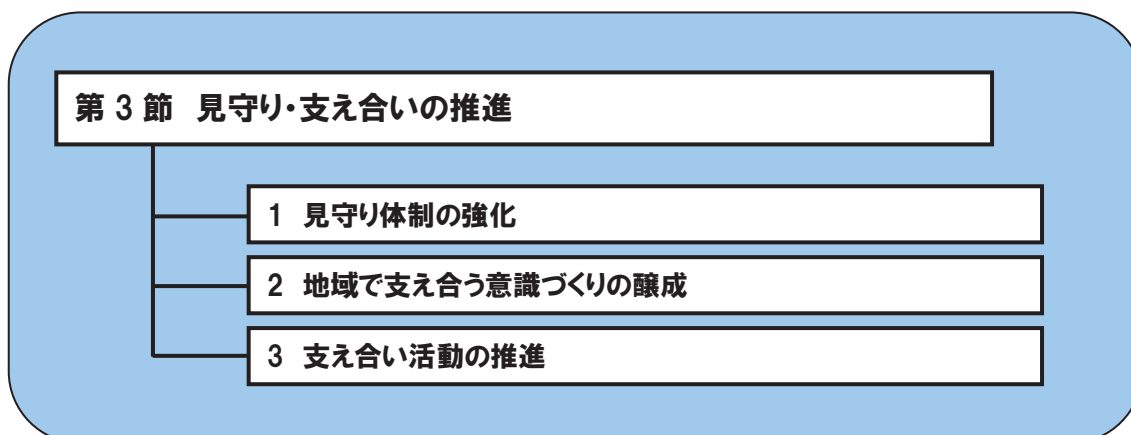 第 3 節 見守り・支え合いの推進
1 見守り体制の強化
2 地域で支え合う意識づくりの醸成
3 支え合い活動の推進